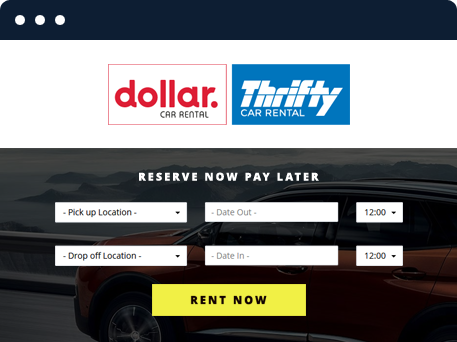 dollar.
CAR RENTAL
Thrifty
CAR RENTAL
RESERVE NOW PAY LATER
- Pick up Location - - Date Out - 12:00
- Drop off Location - - Date In - 12:00
RENT NOW